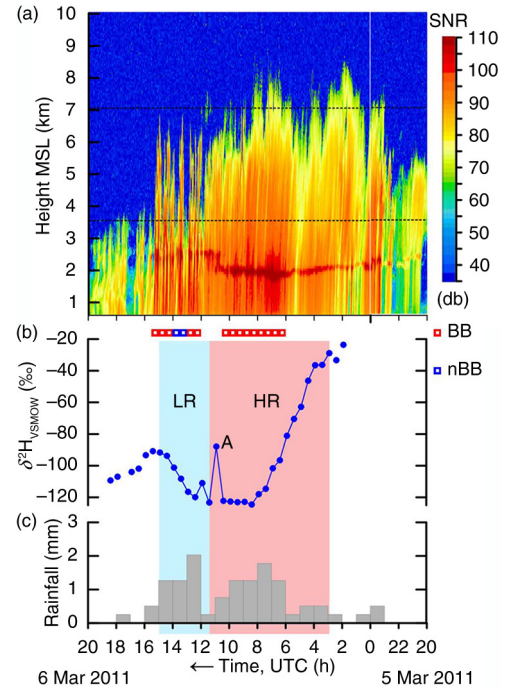 (a)
SNR
Height MSL (km)
10
9
8
7
6
5
4
3
2
1
110
100
90
80
70
60
50
40
(db)
(b)
BB
nBB
δ²H_VSMOW (‰)
−20
−40
−60
−80
−100
−120
LR
HR
A
(c)
Rainfall (mm)
3
2
1
0
20 18 16 14 12 10 8 6 4 2 0 22 20
← Time, UTC (h)
6 Mar 2011
5 Mar 2011